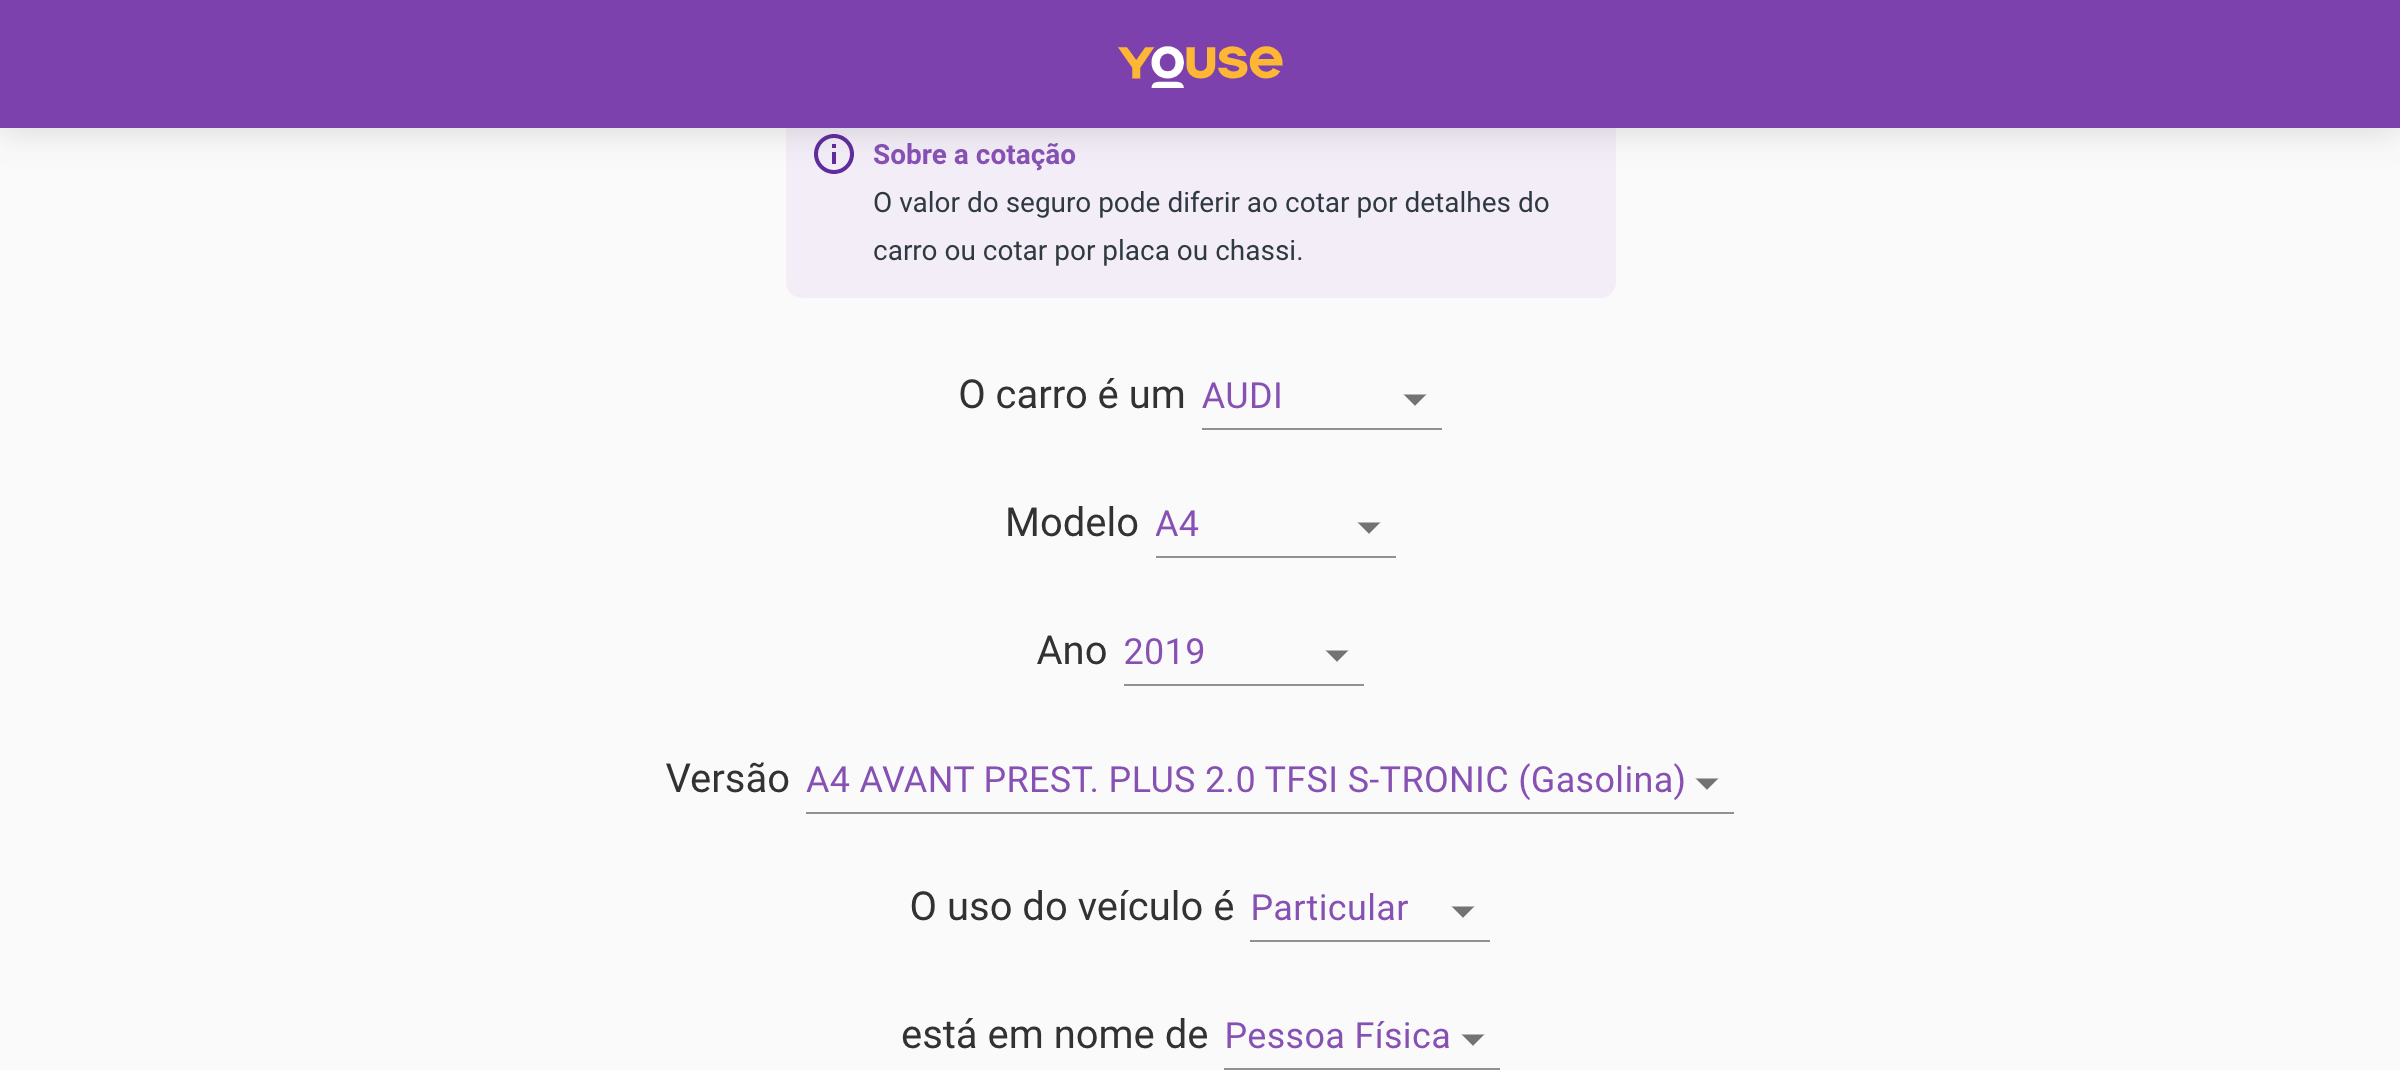 youse
Sobre a cotação
O valor do seguro pode diferir ao cotar por detalhes do
carro ou cotar por placa ou chassi.
O carro é um AUDI
Modelo A4
Ano 2019
Versão A4 AVANT PREST. PLUS 2.0 TFSI S-TRONIC (Gasolina)
O uso do veículo é Particular
está em nome de Pessoa Física